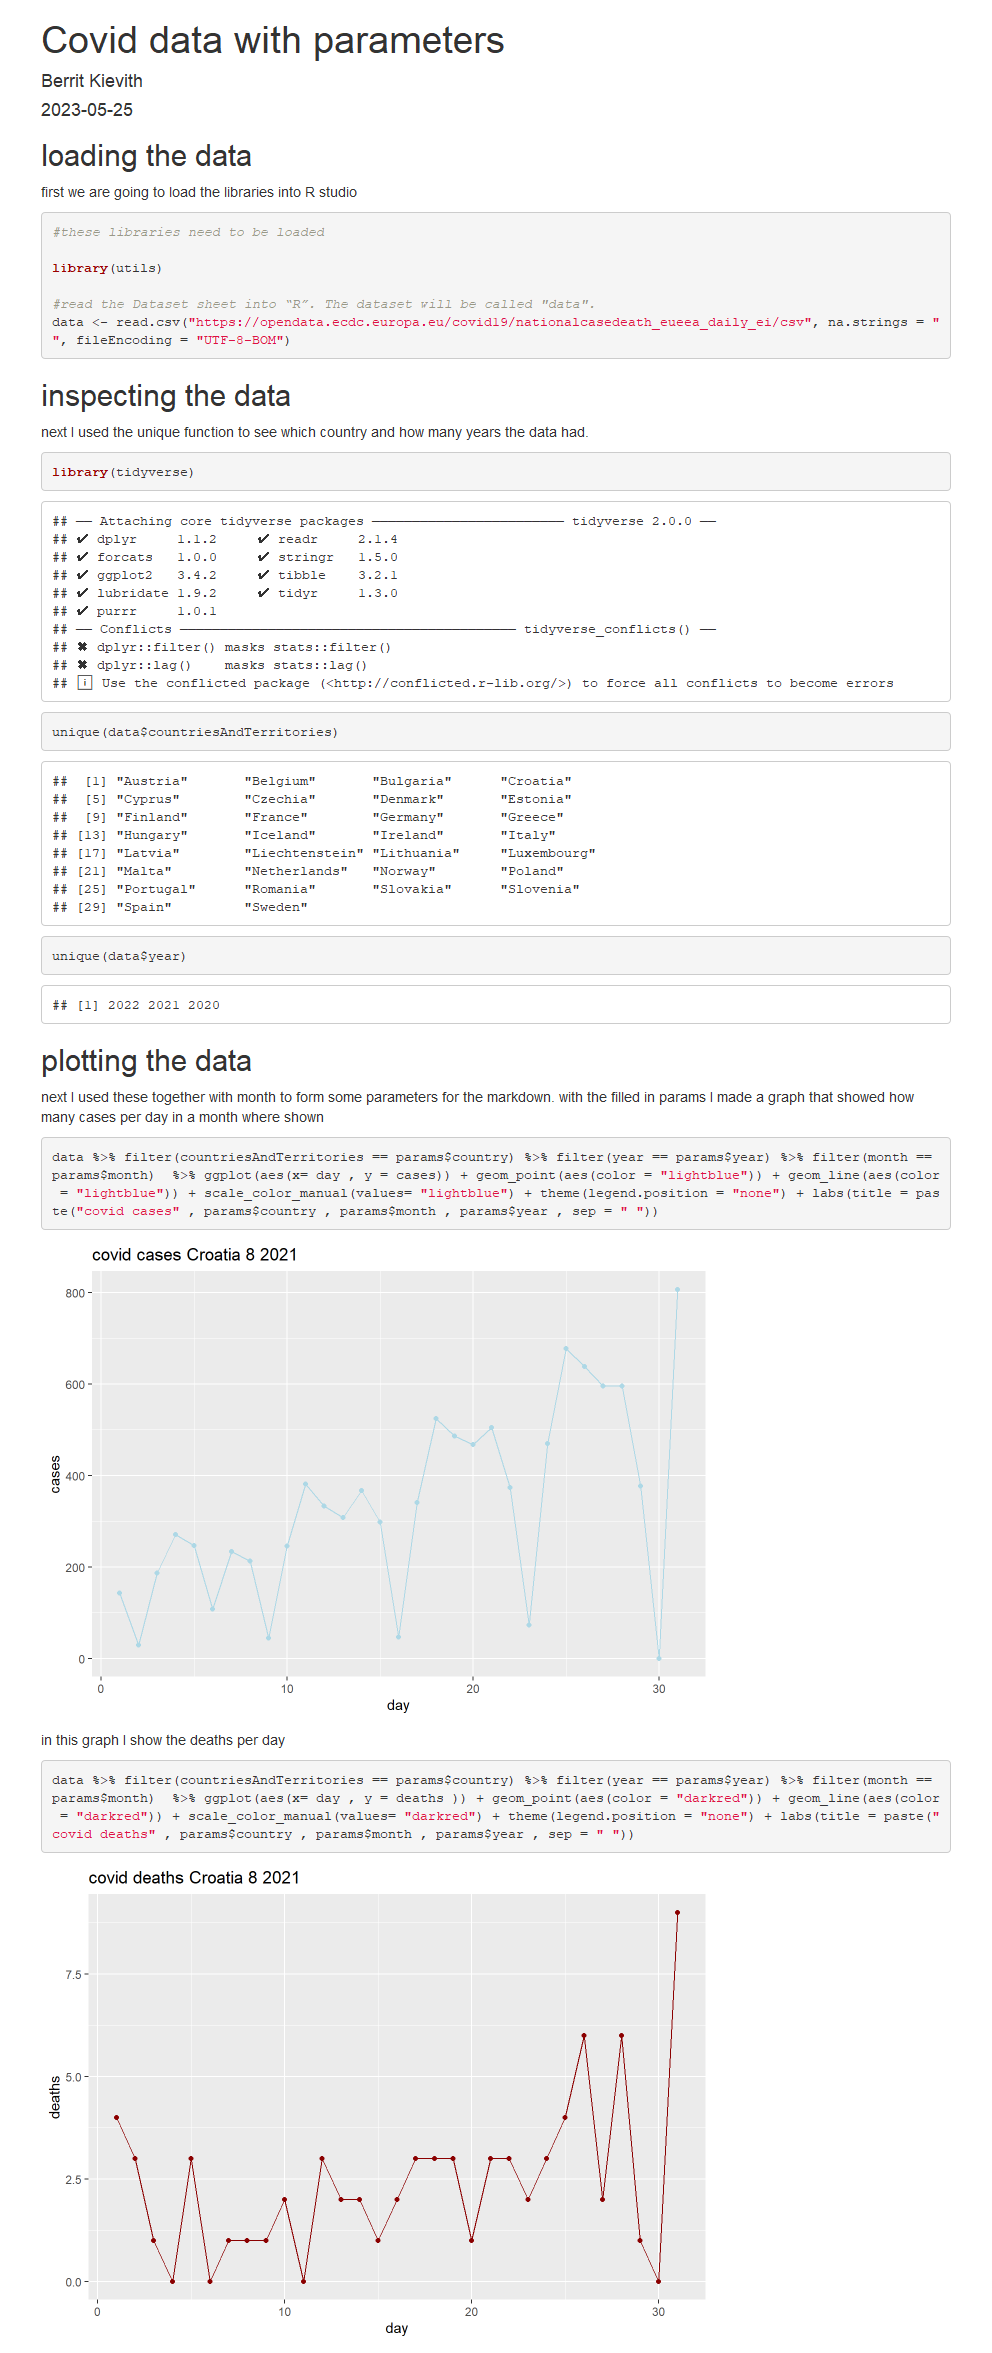 Covid data with parameters
Berrit Kievith
2023-05-25
loading the data
first we are going to load the libraries into R studio
#these libraries need to be loaded
library(utils)
#read the Dataset sheet into “R”. The dataset will be called "data".
data <- read.csv("https://opendata.ecdc.europa.eu/covid19/nationalcasedeath_eueea_daily_ei/csv", na.strings = "
", fileEncoding = "UTF-8-BOM")
inspecting the data
next I used the unique function to see which country and how many years the data had.
library(tidyverse)
## ── Attaching core tidyverse packages ──────────────────────── tidyverse 2.0.0 ──
## ✔ dplyr     1.1.2     ✔ readr     2.1.4
## ✔ forcats   1.0.0     ✔ stringr   1.5.0
## ✔ ggplot2   3.4.2     ✔ tibble    3.2.1
## ✔ lubridate 1.9.2     ✔ tidyr     1.3.0
## ✔ purrr     1.0.1
## ── Conflicts ────────────────────────────────────────── tidyverse_conflicts() ──
## ✖ dplyr::filter() masks stats::filter()
## ✖ dplyr::lag()    masks stats::lag()
## ℹ Use the conflicted package (<http://conflicted.r-lib.org/>) to force all conflicts to become errors
unique(data$countriesAndTerritories)
##  [1] "Austria"       "Belgium"       "Bulgaria"      "Croatia"
##  [5] "Cyprus"        "Czechia"       "Denmark"       "Estonia"
##  [9] "Finland"       "France"        "Germany"       "Greece"
## [13] "Hungary"       "Iceland"       "Ireland"       "Italy"
## [17] "Latvia"        "Liechtenstein" "Lithuania"     "Luxembourg"
## [21] "Malta"         "Netherlands"   "Norway"        "Poland"
## [25] "Portugal"      "Romania"       "Slovakia"      "Slovenia"
## [29] "Spain"         "Sweden"
unique(data$year)
## [1] 2022 2021 2020
plotting the data
next I used these together with month to form some parameters for the markdown. with the filled in params I made a graph that showed how
many cases per day in a month where shown
data %>% filter(countriesAndTerritories == params$country) %>% filter(year == params$year) %>% filter(month ==
params$month)  %>% ggplot(aes(x= day , y = cases)) + geom_point(aes(color = "lightblue")) + geom_line(aes(color
 = "lightblue")) + scale_color_manual(values= "lightblue") + theme(legend.position = "none") + labs(title = pas
te("covid cases" , params$country , params$month , params$year , sep = " "))
covid cases Croatia 8 2021
800
600
400
200
0
cases
0 10 20 30
day
in this graph I show the deaths per day
data %>% filter(countriesAndTerritories == params$country) %>% filter(year == params$year) %>% filter(month ==
params$month)  %>% ggplot(aes(x= day , y = deaths )) + geom_point(aes(color = "darkred")) + geom_line(aes(color
 = "darkred")) + scale_color_manual(values= "darkred") + theme(legend.position = "none") + labs(title = paste("
covid deaths" , params$country , params$month , params$year , sep = " "))
covid deaths Croatia 8 2021
7.5
5.0
2.5
0.0
deaths
0 10 20 30
day